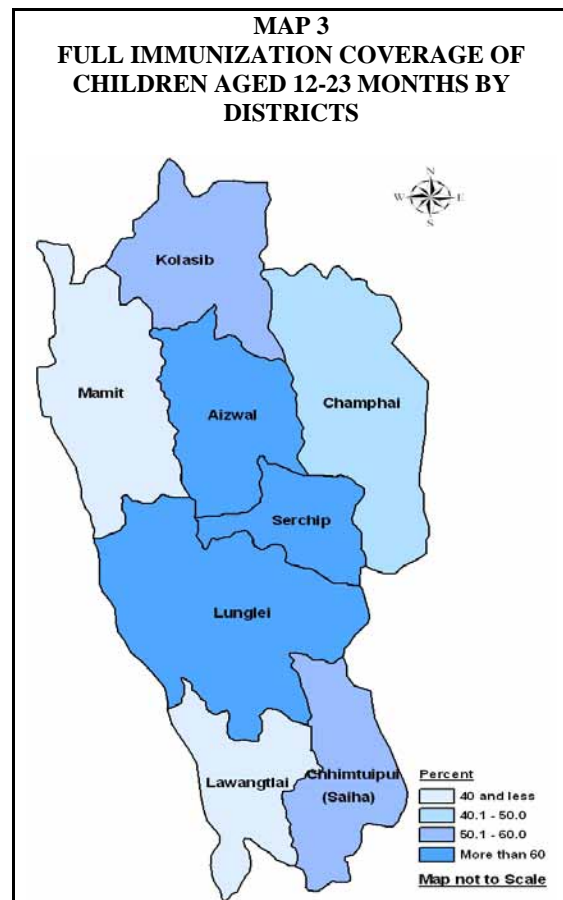 MAP 3
FULL IMMUNIZATION COVERAGE OF
CHILDREN AGED 12-23 MONTHS BY
DISTRICTS
N
W E
S
Kolasib
Mamit
Aizwal
Champhai
Serchip
Lunglei
Lawangtlai
Chhimtuipui
(Saiha)
Percent
40 and less
40.1 - 50.0
50.1 - 60.0
More than 60
Map not to Scale